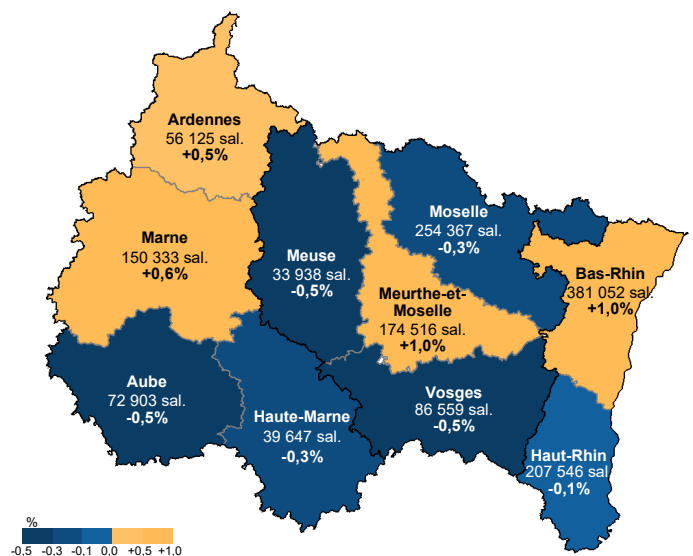 Ardennes
56 125 sal.
+0,5%
Moselle
254 367 sal.
-0,3%
Marne
150 333 sal.
+0,6%
Meuse
33 938 sal.
-0,5%
Bas-Rhin
381 052 sal.
+1,0%
Meurthe-et-
Moselle
174 516 sal.
+1,0%
Aube
72 903 sal.
-0,5%
Vosges
86 559 sal.
-0,5%
Haute-Marne
39 647 sal.
-0,3%
Haut-Rhin
207 546 sal
-0,1%
%
-0.5 -0.3 -0.1 0.0 +0.5 +1.0